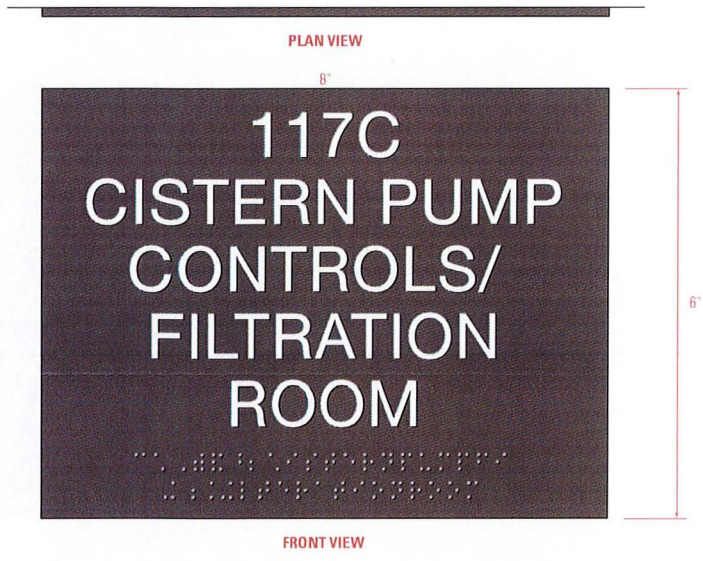 PLAN VIEW
8"
117C
CISTERN PUMP
CONTROLS/
FILTRATION
ROOM
6"
FRONT VIEW